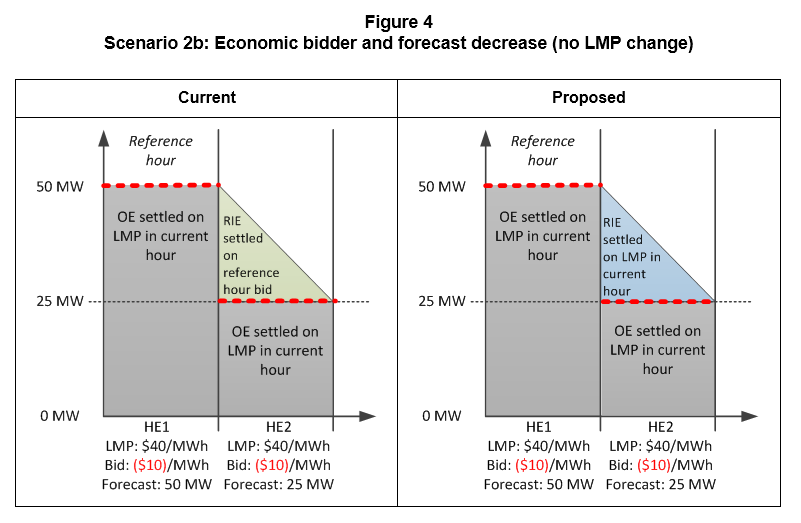 Figure 4
Scenario 2b: Economic bidder and forecast decrease (no LMP change)
Current
Reference
hour
50 MW
OE settled on
LMP in current
hour
RIE
settled
on
reference
hour bid
25 MW
OE settled on
LMP in current
hour
0 MW
HE1
LMP: $40/MWh
Bid: ($10)/MWh
Forecast: 50 MW
HE2
LMP: $40/MWh
Bid: ($10)/MWh
Forecast: 25 MW
Proposed
Reference
hour
50 MW
OE settled on
LMP in current
hour
RIE
settled
on LMP in
current
hour
25 MW
OE settled on
LMP in current
hour
0 MW
HE1
LMP: $40/MWh
Bid: ($10)/MWh
Forecast: 50 MW
HE2
LMP: $40/MWh
Bid: ($10)/MWh
Forecast: 25 MW